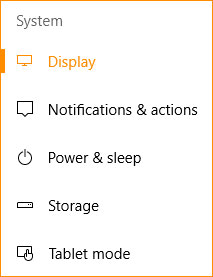 System
Display
Notifications & actions
Power & sleep
Storage
Tablet mode